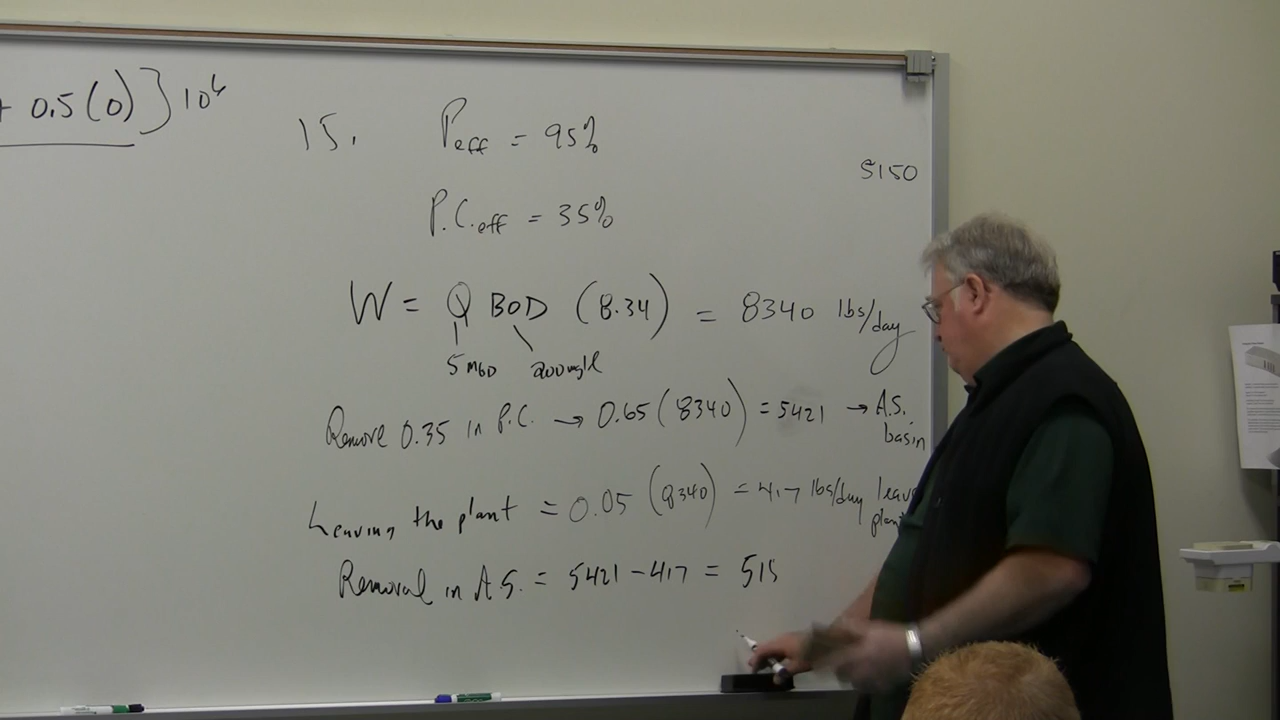 + 0.5 (0) } 10⁶
15. Peff = 95%
5150
P.C.eff = 35%
W = Q BOD (8.34) = 8340 lbs/day
5 MGD 200mg/l
Remove 0.35 in P.C. → 0.65 (8340) = 5421 → A.S. basin
Leaving the plant = 0.05 (8340) = 417 lbs/day leave plant
Removal in A.S. = 5421 - 417 = 515